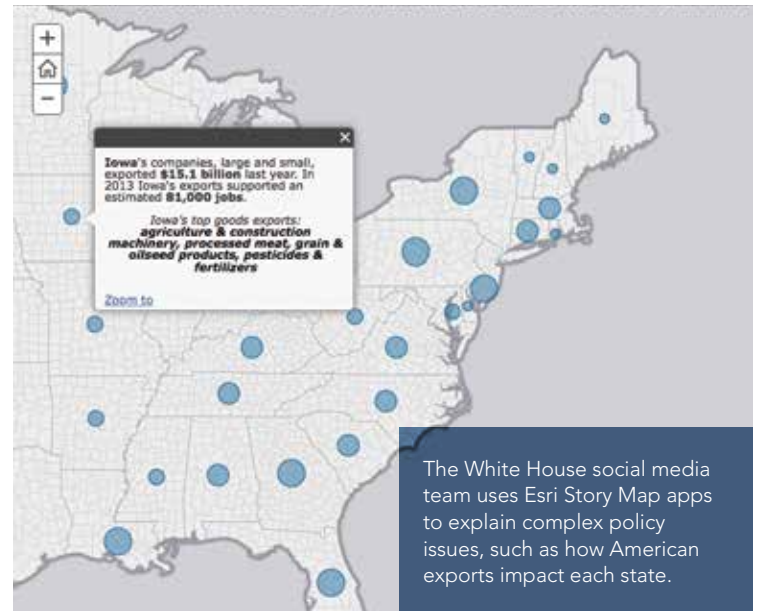 +
−
×
Iowa's companies, large and small,
exported $15.1 billion last year. In
2013 Iowa's exports supported an
estimated 81,000 jobs.
Iowa's top goods exports:
agriculture & construction
machinery, processed meat, grain &
oilseed products, pesticides &
fertilizers
Zoom to
The White House social media
team uses Esri Story Map apps
to explain complex policy
issues, such as how American
exports impact each state.